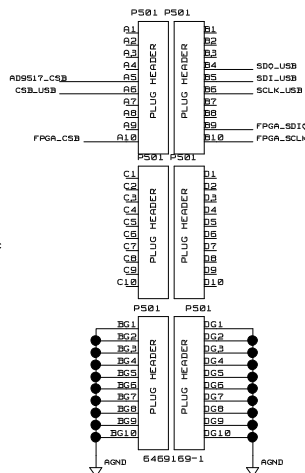 P501 P501
A1 B1
A2 B2
A3 B3
A4 B4 SDO_USB
AD9517_CSB A5 B5 SDI_USB
CSB_USB A6 B6 SCLK_USB
A7 B7
A8 B8
A9 B9 FPGA_SDIO
FPGA_CSB A10 B10 FPGA_SCLK
PLUG HEADER PLUG HEADER
P501 P501
C1 D1
C2 D2
C3 D3
C4 D4
C5 D5
C6 D6
C7 D7
C8 D8
C9 D9
C10 D10
PLUG HEADER PLUG HEADER
P501 P501
BG1 DG1
BG2 DG2
BG3 DG3
BG4 DG4
BG5 DG5
BG6 DG6
BG7 DG7
BG8 DG8
BG9 DG9
BG10 DG10
PLUG HEADER PLUG HEADER
6469169-1
AGND AGND